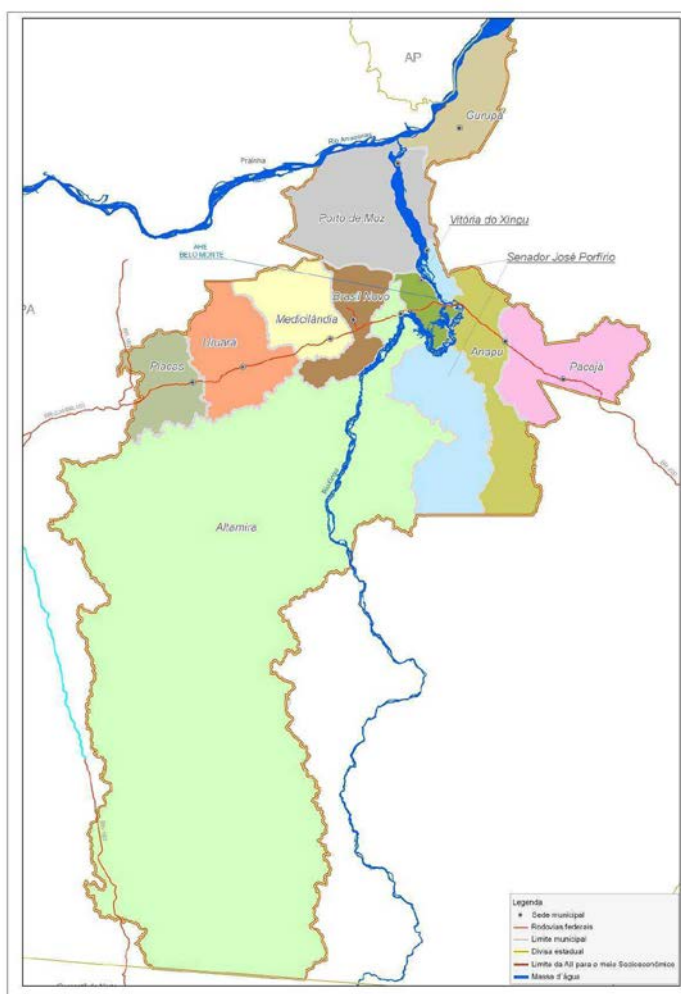 AP
Gurupá
Rio Amazonas
Prainha
Porto de Moz
Vitória do Xingu
AHE
BELO MONTE
Senador José Porfírio
Brasil Novo
Medicilândia
PA
Uruará
Anapu
Placas
Pacajá
Altamira
Legenda
Sede municipal
Rodovias federais
Limite municipal
Divisa estadual
Limite da AII para o meio Socioeconômico
Massa d'água